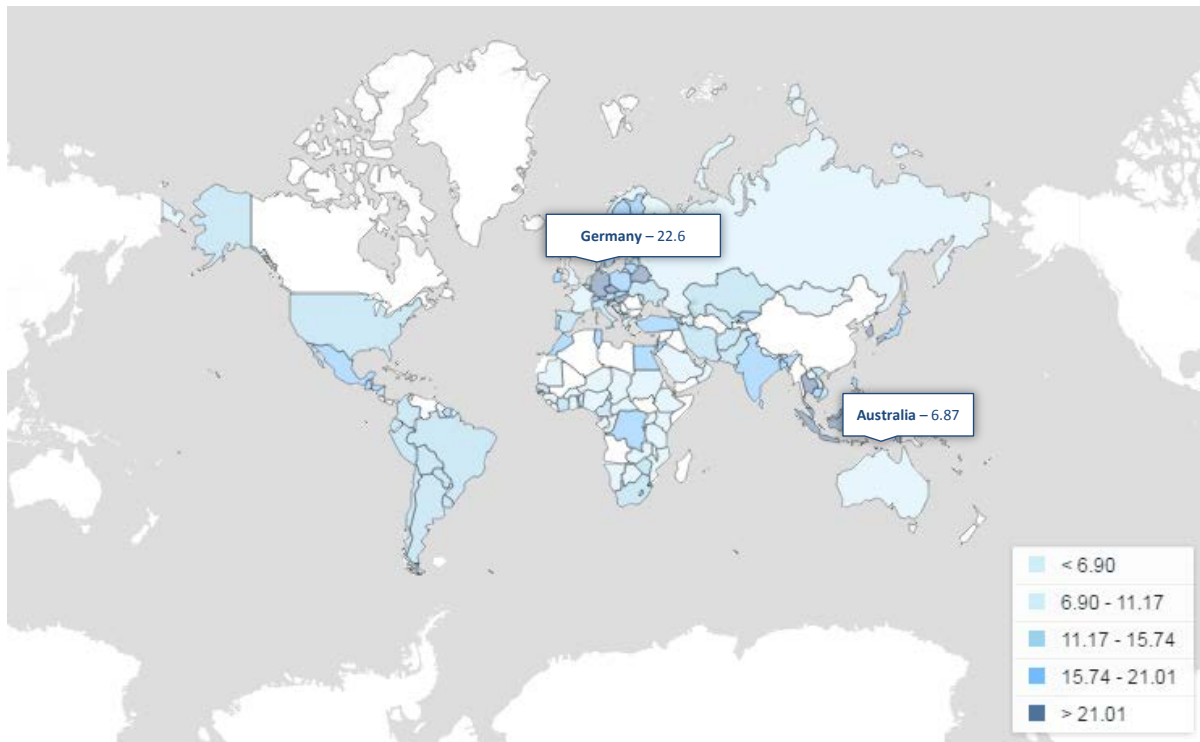 Germany – 22.6
Australia – 6.87
< 6.90
6.90 - 11.17
11.17 - 15.74
15.74 - 21.01
> 21.01